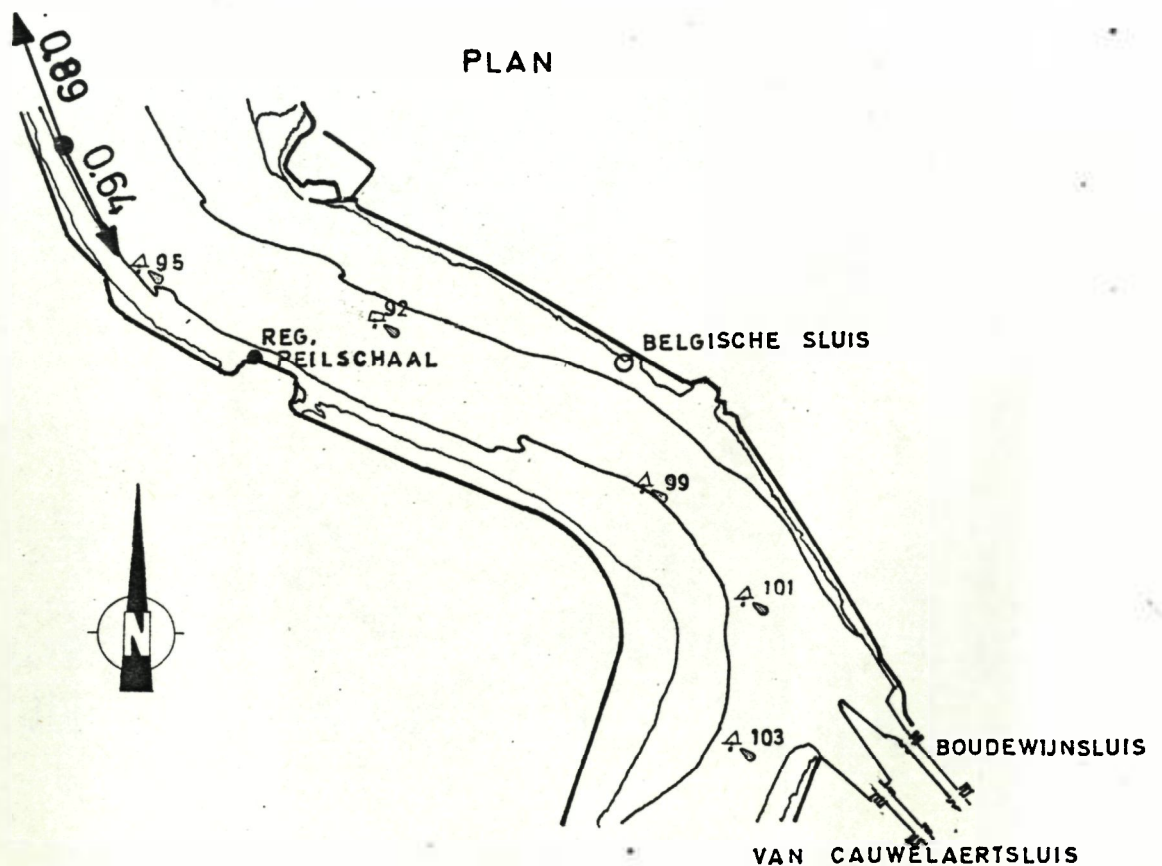 PLAN
0.89
0.64
95
92
REG.
PEILSCHAAL
BELGISCHE SLUIS
99
101
N
103
BOUDEWIJNSLUIS
VAN CAUWELAERTSLUIS